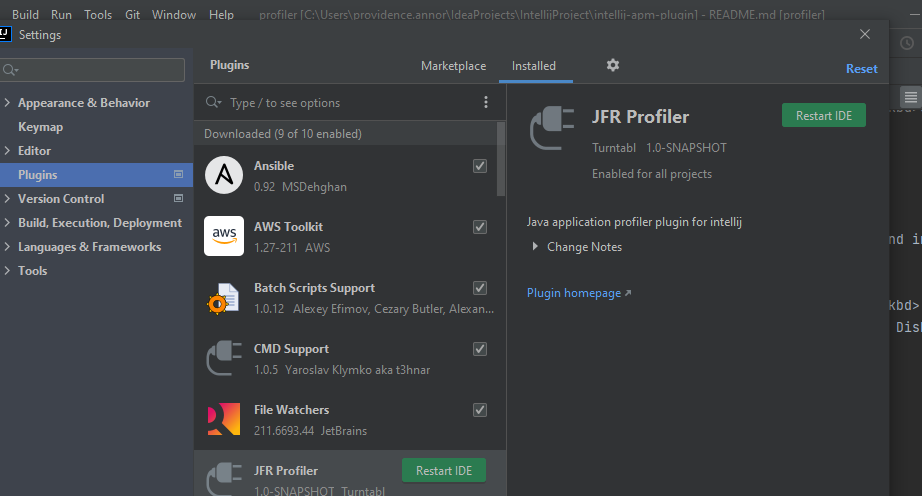 Build Run Tools Git Window Help profiler [C:\Users\providence.annor\IdeaProjects\IntellijProject\intellij-apm-plugin] - README.md [profiler]
IJ Settings
Plugins
Marketplace Installed
Reset
Appearance & Behavior
Keymap
Editor
Plugins
Version Control
Build, Execution, Deployment
Languages & Frameworks
Tools
Type / to see options
Downloaded (9 of 10 enabled)
Ansible
0.92 MSDehghan
aws
AWS Toolkit
1.27-211 AWS
Batch Scripts Support
1.0.12 Alexey Efimov, Cezary Butler, Alexan...
CMD Support
1.0.5 Yaroslav Klymko aka t3hnar
File Watchers
211.6693.44 JetBrains
JFR Profiler Restart IDE
1.0-SNAPSHOT Turntabl
JFR Profiler
Restart IDE
Turntabl 1.0-SNAPSHOT
Enabled for all projects
Java application profiler plugin for intellij
Change Notes
Plugin homepage ↗
kbd>